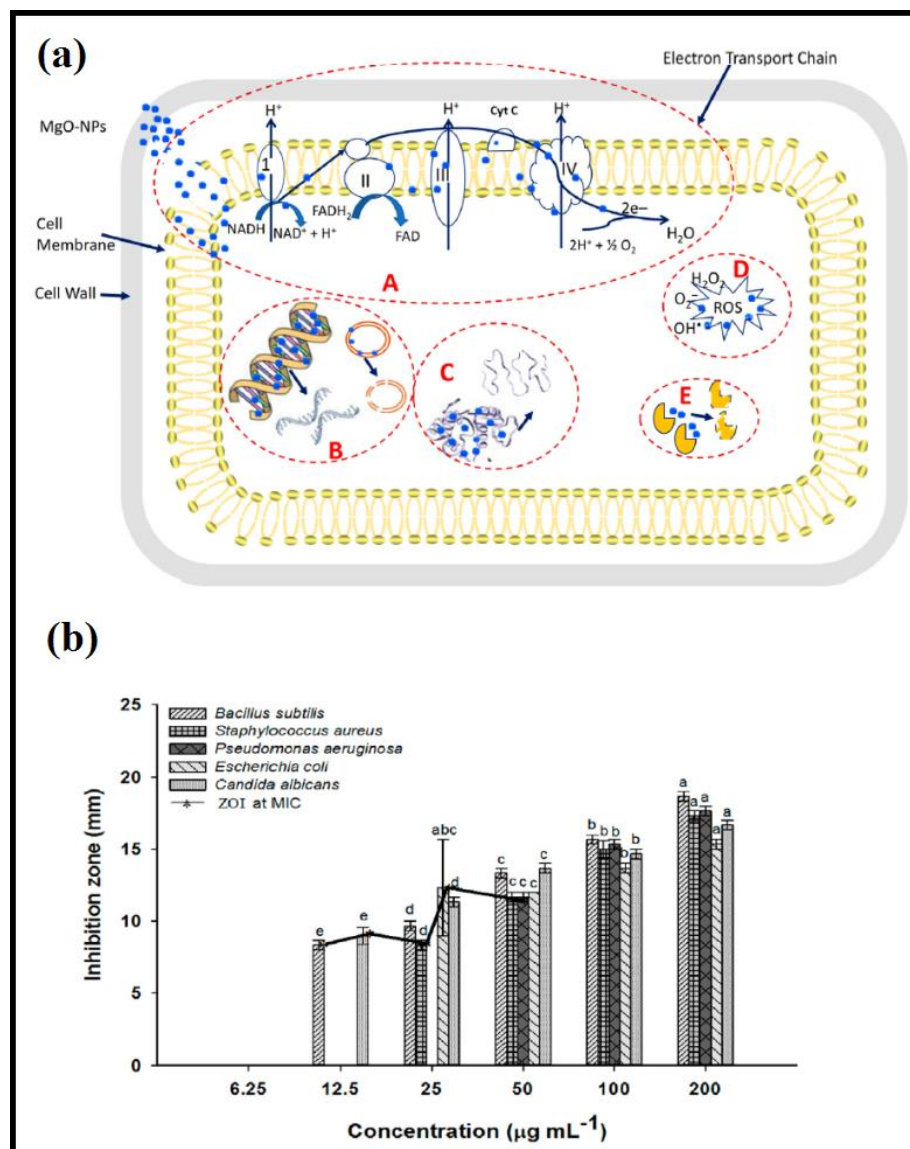 (a)
Electron Transport Chain
MgO-NPs
Cell
Membrane
Cell Wall
H⁺
H⁺
Cyt C
H⁺
1
II
III
IV
NADH
NAD⁺ + H⁺
FADH₂
FAD
2e−
2H⁺ + ½ O₂
H₂O
A
B
C
D
H₂O₂
O₂⁻
ROS
OH•
E
(b)
25
20
15
10
5
0
Inhibition zone (mm)
Bacillus subtilis
Staphylococcus aureus
Pseudomonas aeruginosa
Escherichia coli
Candida albicans
ZOI at MIC
e
e
d
d
abc
d
c
c
c
c
c
b
b
b
b
b
a
a
a
a
a
6.25
12.5
25
50
100
200
Concentration (µg mL⁻¹)